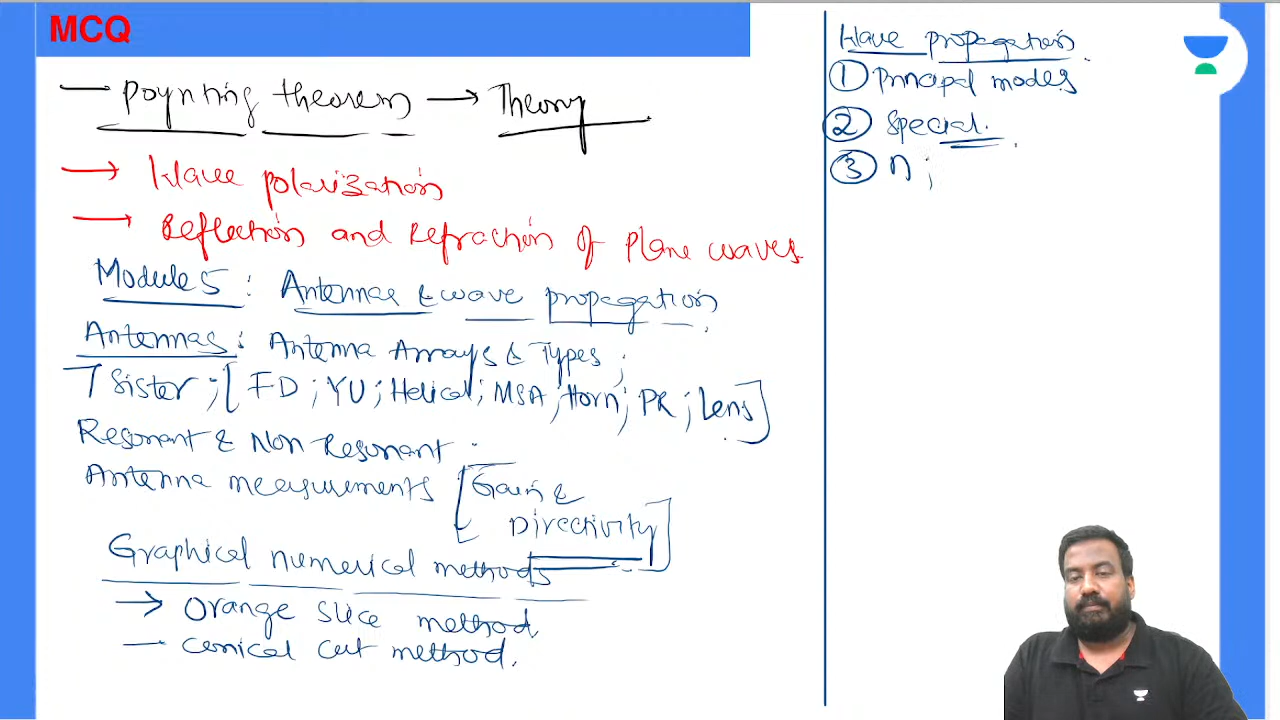 MCQ
→ Poynting theorem → Theory
→ Wave polarization
→ Reflection and Refraction of Plane waves.
Module 5: Antennas & wave propagation
Antennas: Antenna Arrays & Types;
7 Sister; [FD; YU; Helical; MSA; Horn; PR; Lens]
Resonant & Non-Resonant.
Antenna measurements [Gain &
Directivity]
Graphical numerical methods
→ Orange slice method
— Conical cut method.
Wave propagation.
① Principal modes
② Special.
③ n;